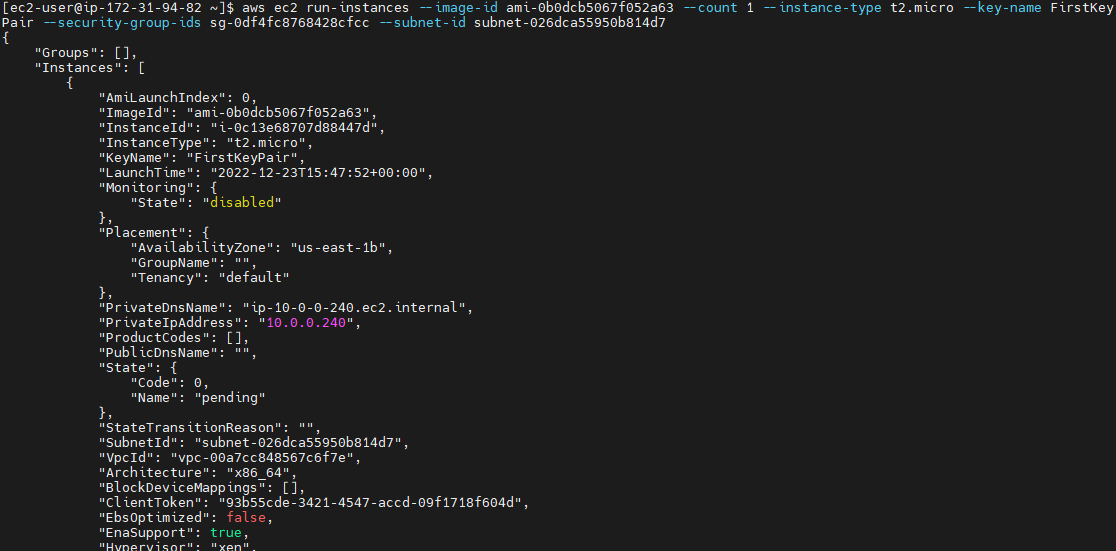 [ec2-user@ip-172-31-94-82 ~]$ aws ec2 run-instances --image-id ami-0b0dcb5067f052a63 --count 1 --instance-type t2.micro --key-name FirstKey
Pair --security-group-ids sg-0df4fc8768428cfcc --subnet-id subnet-026dca55950b814d7
{
    "Groups": [],
    "Instances": [
        {
            "AmiLaunchIndex": 0,
            "ImageId": "ami-0b0dcb5067f052a63",
            "InstanceId": "i-0c13e68707d88447d",
            "InstanceType": "t2.micro",
            "KeyName": "FirstKeyPair",
            "LaunchTime": "2022-12-23T15:47:52+00:00",
            "Monitoring": {
                "State": "disabled"
            },
            "Placement": {
                "AvailabilityZone": "us-east-1b",
                "GroupName": "",
                "Tenancy": "default"
            },
            "PrivateDnsName": "ip-10-0-0-240.ec2.internal",
            "PrivateIpAddress": "10.0.0.240",
            "ProductCodes": [],
            "PublicDnsName": "",
            "State": {
                "Code": 0,
                "Name": "pending"
            },
            "StateTransitionReason": "",
            "SubnetId": "subnet-026dca55950b814d7",
            "VpcId": "vpc-00a7cc848567c6f7e",
            "Architecture": "x86_64",
            "BlockDeviceMappings": [],
            "ClientToken": "93b55cde-3421-4547-accd-09f1718f604d",
            "EbsOptimized": false,
            "EnaSupport": true,
            "Hypervisor": "xen",